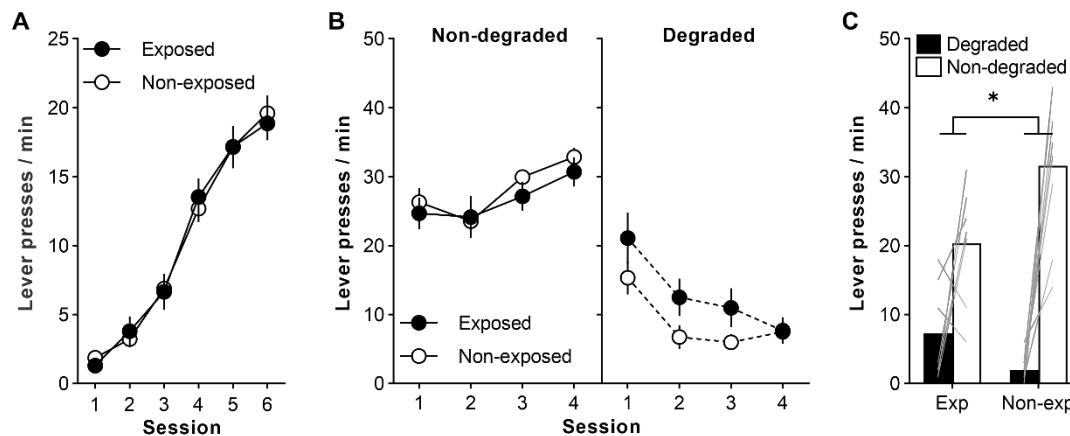 A
B
C
Exposed
Non-exposed
Lever presses / min
25
20
15
10
5
0
1 2 3 4 5 6
Session
Non-degraded
Degraded
Lever presses / min
50
40
30
20
10
0
Exposed
Non-exposed
1 2 3 4 1 2 3 4
Session
Degraded
Non-degraded
Lever presses / min
50
40
30
20
10
0
*
Exp Non-exp